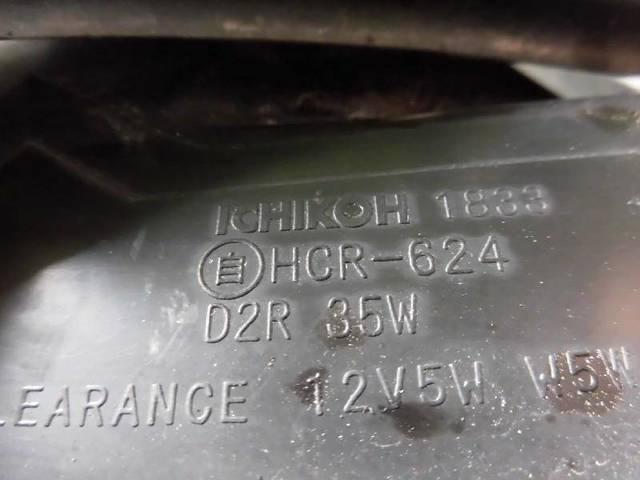 ICHIKOH 1833
自 HCR-624
D2R 35W
LEARANCE 12V5W W5W